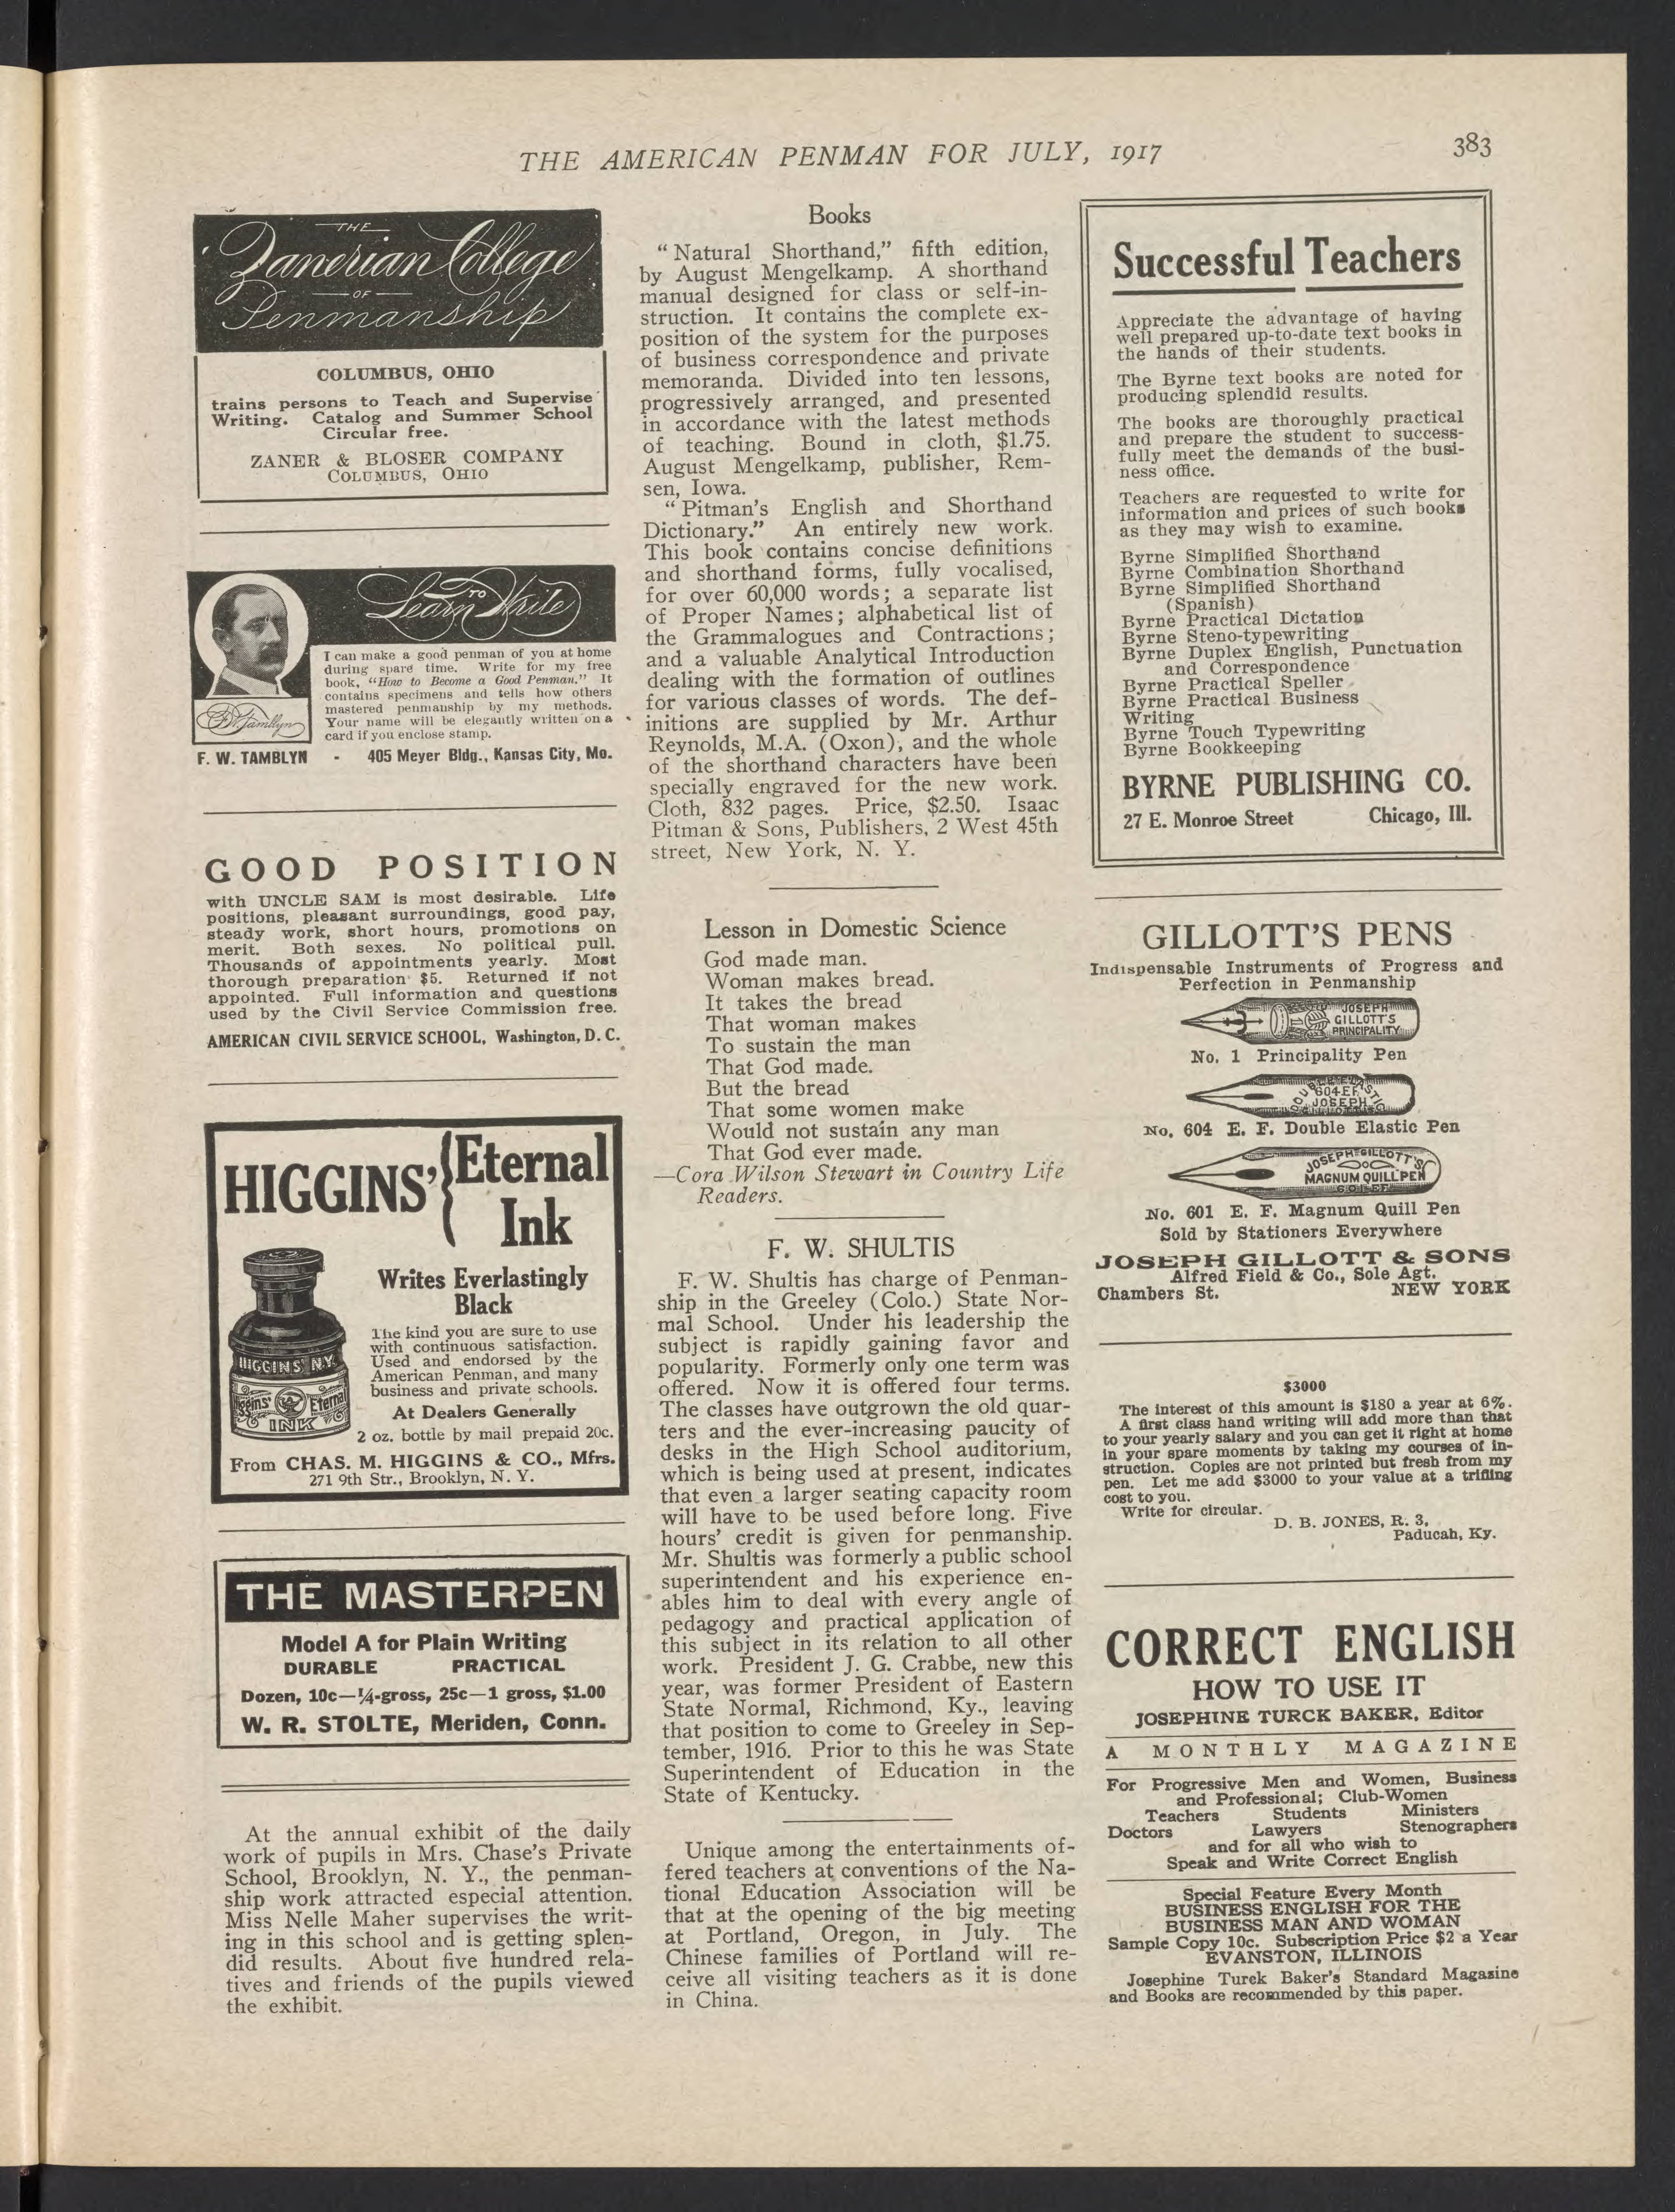 THE AMERICAN PENMAN FOR JULY, 1917
383
THE
Zanerian College
OF
Penmanship
COLUMBUS, OHIO
trains persons to Teach and Supervise
Writing. Catalog and Summer School
Circular free.
ZANER & BLOSER COMPANY
COLUMBUS, OHIO
Learn TO Write
I can make a good penman of you at home
during spare time. Write for my free
book, "How to Become a Good Penman." It
contains specimens and tells how others
mastered penmanship by my methods.
Your name will be elegantly written on a
card if you enclose stamp.
F. W. Tamblyn
F. W. TAMBLYN - 405 Meyer Bldg., Kansas City, Mo.
GOOD POSITION
with UNCLE SAM is most desirable. Life
positions, pleasant surroundings, good pay,
steady work, short hours, promotions on
merit. Both sexes. No political pull.
Thousands of appointments yearly. Most
thorough preparation $5. Returned if not
appointed. Full information and questions
used by the Civil Service Commission free.
AMERICAN CIVIL SERVICE SCHOOL, Washington, D. C.
HIGGINS' { Eternal
Ink
Writes Everlastingly
Black
The kind you are sure to use
with continuous satisfaction.
Used and endorsed by the
American Penman, and many
business and private schools.
At Dealers Generally
2 oz. bottle by mail prepaid 20c.
HIGGINS' N.Y.
Higgins' Eternal
INK
From CHAS. M. HIGGINS & CO., Mfrs.
271 9th Str., Brooklyn, N. Y.
THE MASTERPEN
Model A for Plain Writing
DURABLE PRACTICAL
Dozen, 10c—¼-gross, 25c—1 gross, $1.00
W. R. STOLTE, Meriden, Conn.
At the annual exhibit of the daily
work of pupils in Mrs. Chase's Private
School, Brooklyn, N. Y., the penman-
ship work attracted especial attention.
Miss Nelle Maher supervises the writ-
ing in this school and is getting splen-
did results. About five hundred rela-
tives and friends of the pupils viewed
the exhibit.
Books
"Natural Shorthand," fifth edition,
by August Mengelkamp. A shorthand
manual designed for class or self-in-
struction. It contains the complete ex-
position of the system for the purposes
of business correspondence and private
memoranda. Divided into ten lessons,
progressively arranged, and presented
in accordance with the latest methods
of teaching. Bound in cloth, $1.75.
August Mengelkamp, publisher, Rem-
sen, Iowa.
"Pitman's English and Shorthand
Dictionary." An entirely new work.
This book contains concise definitions
and shorthand forms, fully vocalised,
for over 60,000 words; a separate list
of Proper Names; alphabetical list of
the Grammalogues and Contractions;
and a valuable Analytical Introduction
dealing with the formation of outlines
for various classes of words. The def-
initions are supplied by Mr. Arthur
Reynolds, M.A. (Oxon), and the whole
of the shorthand characters have been
specially engraved for the new work.
Cloth, 832 pages. Price, $2.50. Isaac
Pitman & Sons, Publishers, 2 West 45th
street, New York, N. Y.
Lesson in Domestic Science
God made man.
Woman makes bread.
It takes the bread
That woman makes
To sustain the man
That God made.
But the bread
That some women make
Would not sustain any man
That God ever made.
—Cora Wilson Stewart in Country Life
Readers.
F. W. SHULTIS
F. W. Shultis has charge of Penman-
ship in the Greeley (Colo.) State Nor-
mal School. Under his leadership the
subject is rapidly gaining favor and
popularity. Formerly only one term was
offered. Now it is offered four terms.
The classes have outgrown the old quar-
ters and the ever-increasing paucity of
desks in the High School auditorium,
which is being used at present, indicates
that even a larger seating capacity room
will have to be used before long. Five
hours' credit is given for penmanship.
Mr. Shultis was formerly a public school
superintendent and his experience en-
ables him to deal with every angle of
pedagogy and practical application of
this subject in its relation to all other
work. President J. G. Crabbe, new this
year, was former President of Eastern
State Normal, Richmond, Ky., leaving
that position to come to Greeley in Sep-
tember, 1916. Prior to this he was State
Superintendent of Education in the
State of Kentucky.
Unique among the entertainments of-
fered teachers at conventions of the Na-
tional Education Association will be
that at the opening of the big meeting
at Portland, Oregon, in July. The
Chinese families of Portland will re-
ceive all visiting teachers as it is done
in China.
Successful Teachers
Appreciate the advantage of having
well prepared up-to-date text books in
the hands of their students.
The Byrne text books are noted for
producing splendid results.
The books are thoroughly practical
and prepare the student to success-
fully meet the demands of the busi-
ness office.
Teachers are requested to write for
information and prices of such books
as they may wish to examine.
Byrne Simplified Shorthand
Byrne Combination Shorthand
Byrne Simplified Shorthand
(Spanish)
Byrne Practical Dictation
Byrne Steno-typewriting
Byrne Duplex English, Punctuation
and Correspondence
Byrne Practical Speller
Byrne Practical Business
Writing
Byrne Touch Typewriting
Byrne Bookkeeping
BYRNE PUBLISHING CO.
27 E. Monroe Street Chicago, Ill.
GILLOTT'S PENS
Indispensable Instruments of Progress and
Perfection in Penmanship
JOSEPH
GILLOTT'S
PRINCIPALITY
No. 1 Principality Pen
DOUBLE ELASTIC
604 E.F.
JOSEPH
GILLOTT'S
No. 604 E. F. Double Elastic Pen
JOSEPH GILLOTT'S
MAGNUM QUILL PEN
601 E F
No. 601 E. F. Magnum Quill Pen
Sold by Stationers Everywhere
JOSEPH GILLOTT & SONS
Alfred Field & Co., Sole Agt.
Chambers St. NEW YORK
$3000
The interest of this amount is $180 a year at 6%.
A first class hand writing will add more than that
to your yearly salary and you can get it right at home
in your spare moments by taking my courses of in-
struction. Copies are not printed but fresh from my
pen. Let me add $3000 to your value at a trifling
cost to you.
Write for circular.
D. B. JONES, R. 3,
Paducah, Ky.
CORRECT ENGLISH
HOW TO USE IT
JOSEPHINE TURCK BAKER, Editor
A MONTHLY MAGAZINE
For Progressive Men and Women, Business
and Professional; Club-Women
Teachers Students Ministers
Doctors Lawyers Stenographers
and for all who wish to
Speak and Write Correct English
Special Feature Every Month
BUSINESS ENGLISH FOR THE
BUSINESS MAN AND WOMAN
Sample Copy 10c. Subscription Price $2 a Year
EVANSTON, ILLINOIS
Josephine Turck Baker's Standard Magazine
and Books are recommended by this paper.